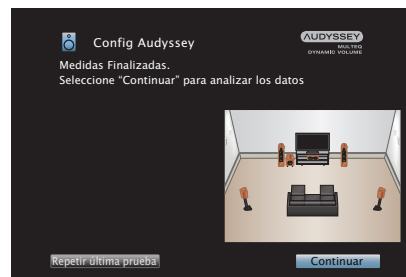 Config Audyssey
AUDYSSEY
MULTEQ
DYNAMIC VOLUME
Medidas Finalizadas.
Seleccione “Continuar” para analizar los datos
Repetir última prueba
Continuar